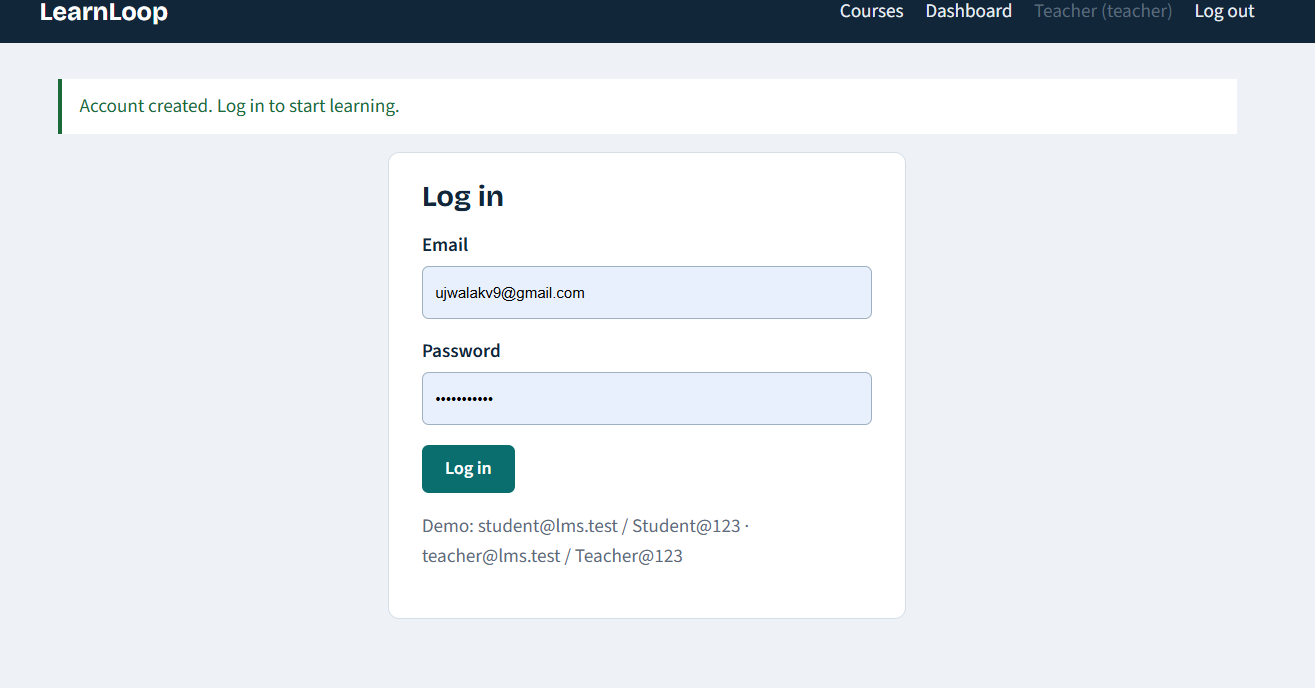 LearnLoop
Courses Dashboard Teacher (teacher) Log out
Account created. Log in to start learning.
Log in
Email
ujwalakv9@gmail.com
Password
•••••••••••
Log in
Demo: student@lms.test / Student@123 ·
teacher@lms.test / Teacher@123